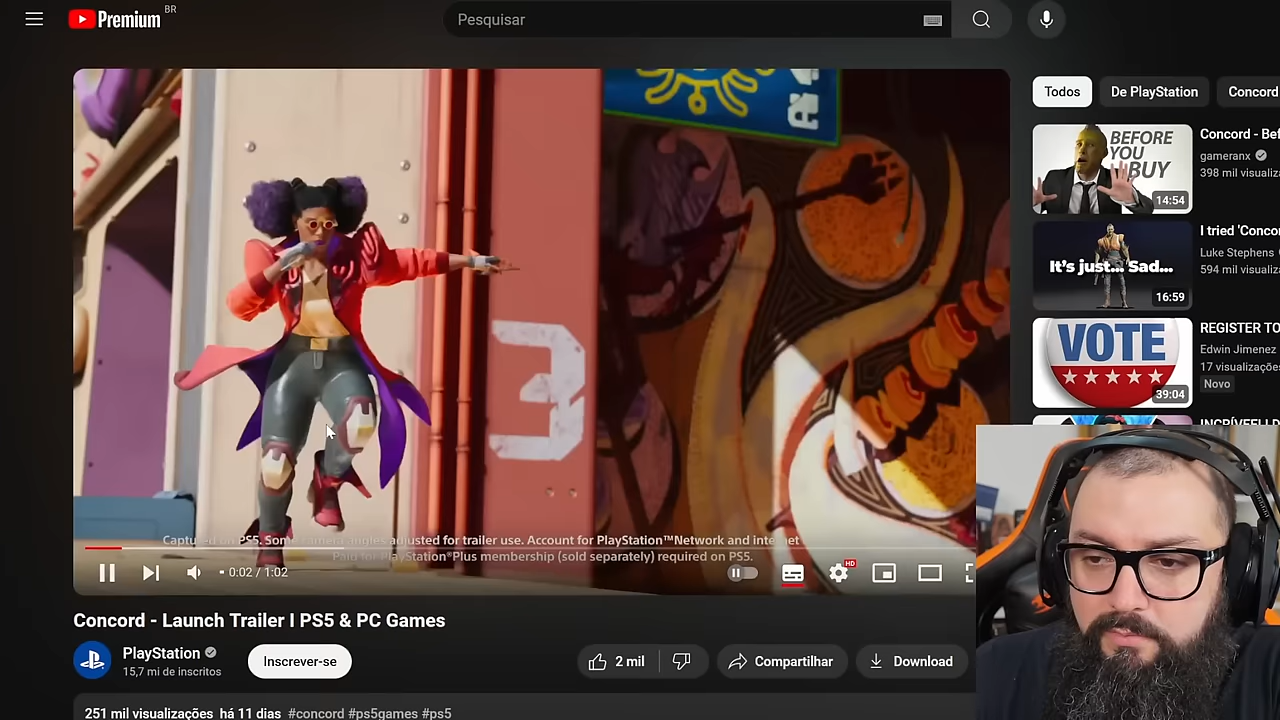 Premium BR
Pesquisar
3
Captured on PS5. Some camera angles adjusted for trailer use. Account for PlayStation™Network and internet
Paid for PlayStation®Plus membership (sold separately) required on PS5.
0:02 / 1:02
HD
Concord - Launch Trailer I PS5 & PC Games
PlayStation
15,7 mi de inscritos
Inscrever-se
2 mil
Compartilhar
Download
251 mil visualizações há 11 dias #concord #ps5games #ps5
Todos
De PlayStation
Concord
BEFORE
YOU
BUY
14:54
Concord - Bef
gameranx
398 mil visualiza
It's just... Sad...
16:59
I tried 'Conco
Luke Stephens
594 mil visualiz
VOTE
39:04
REGISTER TO
Edwin Jimenez
17 visualizaçõe
Novo